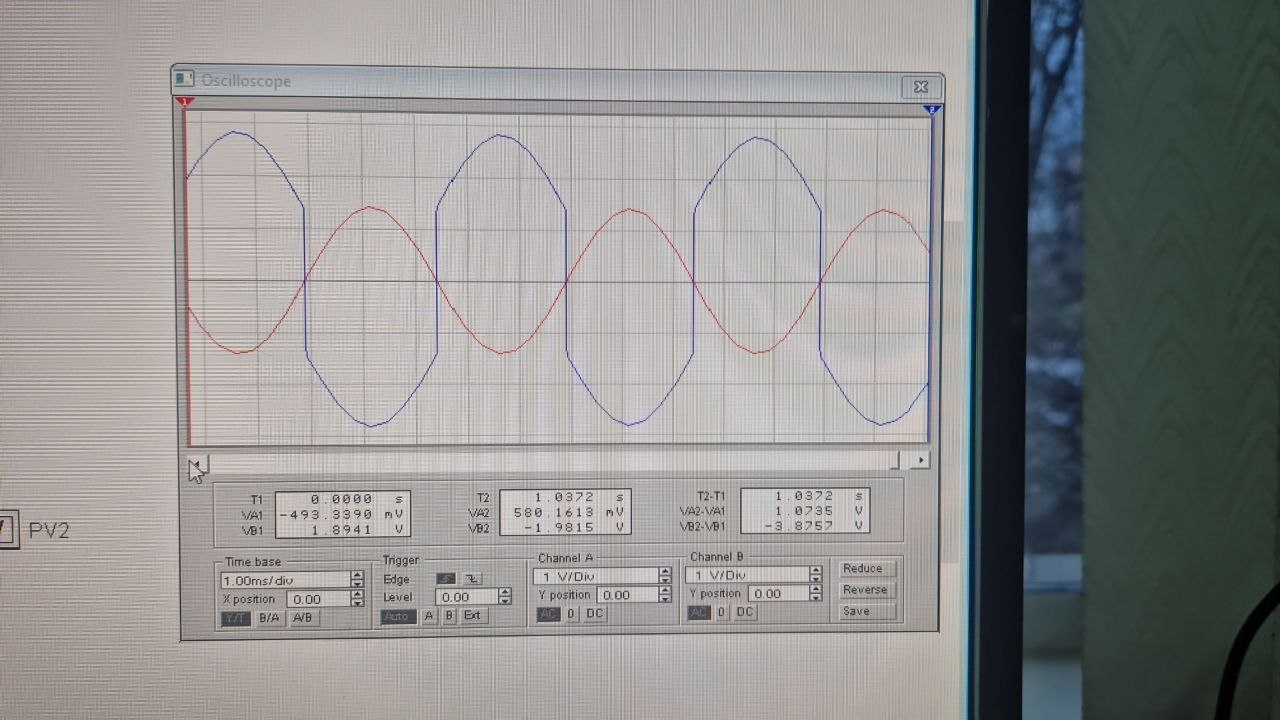 Oscilloscope
1
2
T1 0.0000 s
VA1 -493.3390 mV
VB1 1.8941 V
T2 1.0372 s
VA2 580.1613 mV
VB2 -1.9815 V
T2-T1 1.0372 s
VA2-VA1 1.0735 V
VB2-VB1 -3.8757 V
PV2
Time base
1.00ms/div
X position 0.00
Y/T B/A A/B
Trigger
Edge
Level 0.00
Auto A B Ext
Channel A
1 V/Div
Y position 0.00
AC 0 DC
Channel B
1 V/Div
Y position 0.00
AC 0 DC
Reduce
Reverse
Save